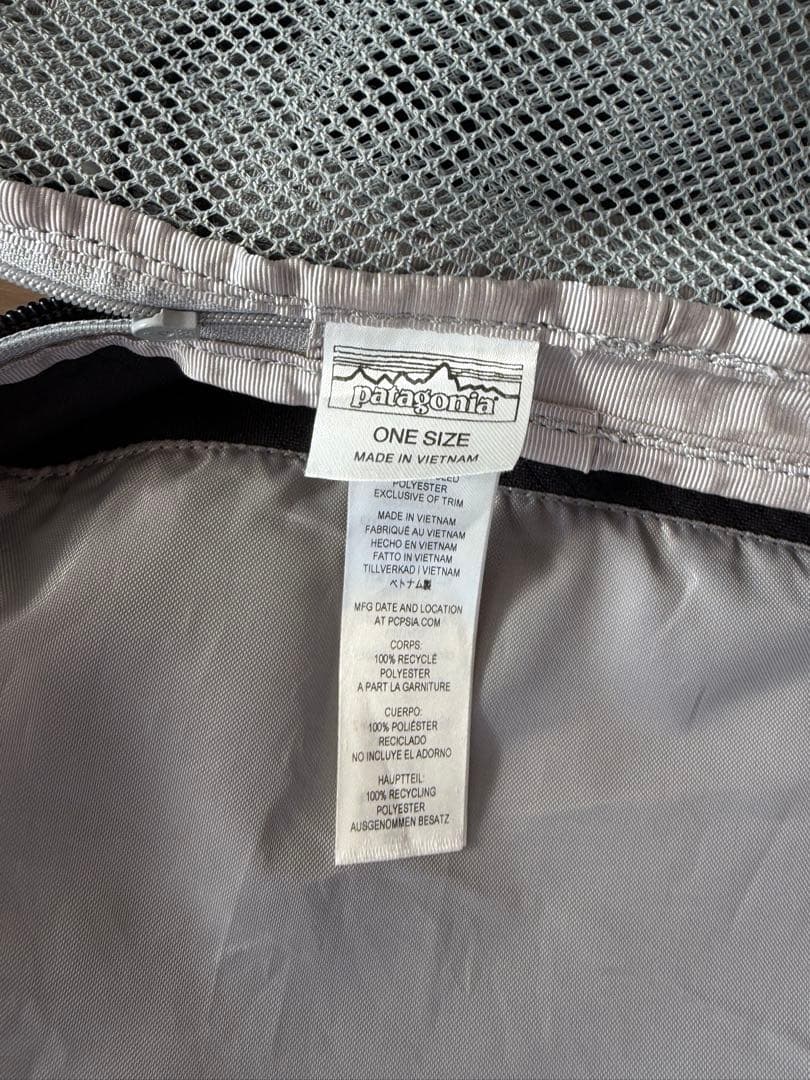 patagonia
ONE SIZE
MADE IN VIETNAM
POLYESTER
EXCLUSIVE OF TRIM
MADE IN VIETNAM
FABRIQUÉ AU VIETNAM
HECHO EN VIETNAM
FATTO IN VIETNAM
TILLVERKAD I VIETNAM
ベトナム製
MFG DATE AND LOCATION
AT PCPSIA.COM
CORPS:
100% RECYCLÉ
POLYESTER
A PART LA GARNITURE
CUERPO:
100% POLIÉSTER
RECICLADO
NO INCLUYE EL ADORNO
HAUPTTEIL:
100% RECYCLING
POLYESTER
AUSGENOMMEN BESATZ